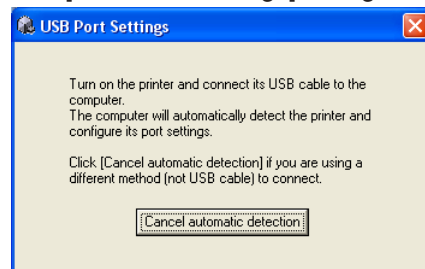 USB Port Settings
Turn on the printer and connect its USB cable to the
computer.
The computer will automatically detect the printer and
configure its port settings.
Click [Cancel automatic detection] if you are using a
different method (not USB cable) to connect.
Cancel automatic detection